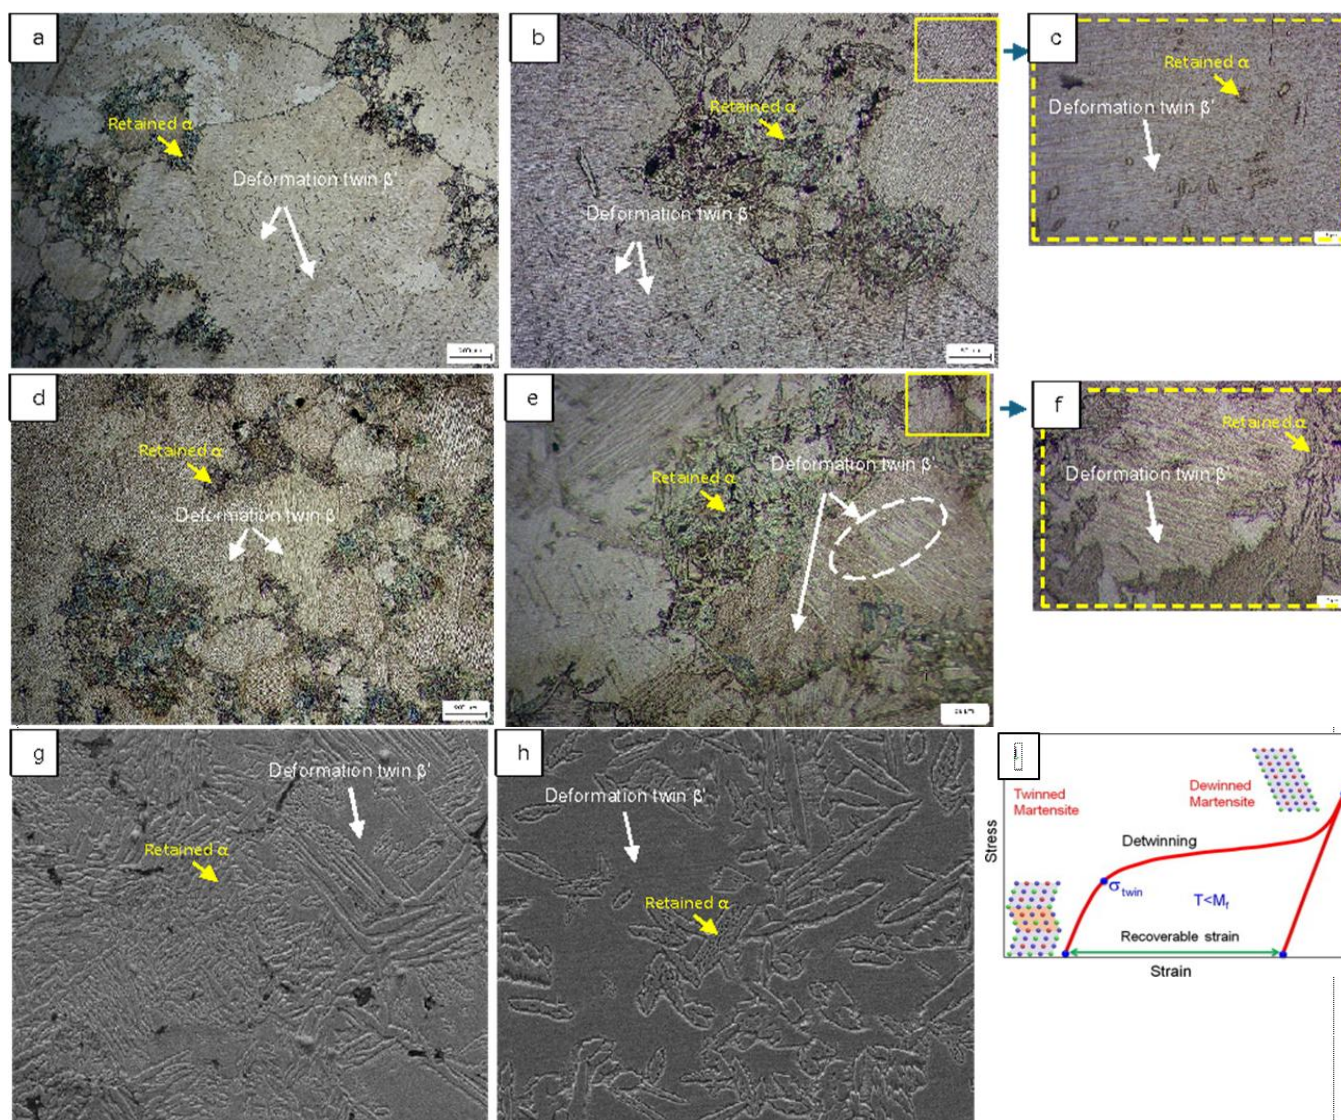 a
Retained α
Deformation twin β'
b
Retained α
Deformation twin β'
c
Retained α
Deformation twin β'
d
Retained α
Deformation twin β
e
Deformation twin β'
Retained α
f
Retained α
Deformation twin β'
g
Deformation twin β'
Retained α
h
Deformation twin β'
Retained α
i
Twinned
Martensite
Dewinned
Martensite
Detwinning
σtwin
T<Mf
Recoverable strain
Stress
Strain